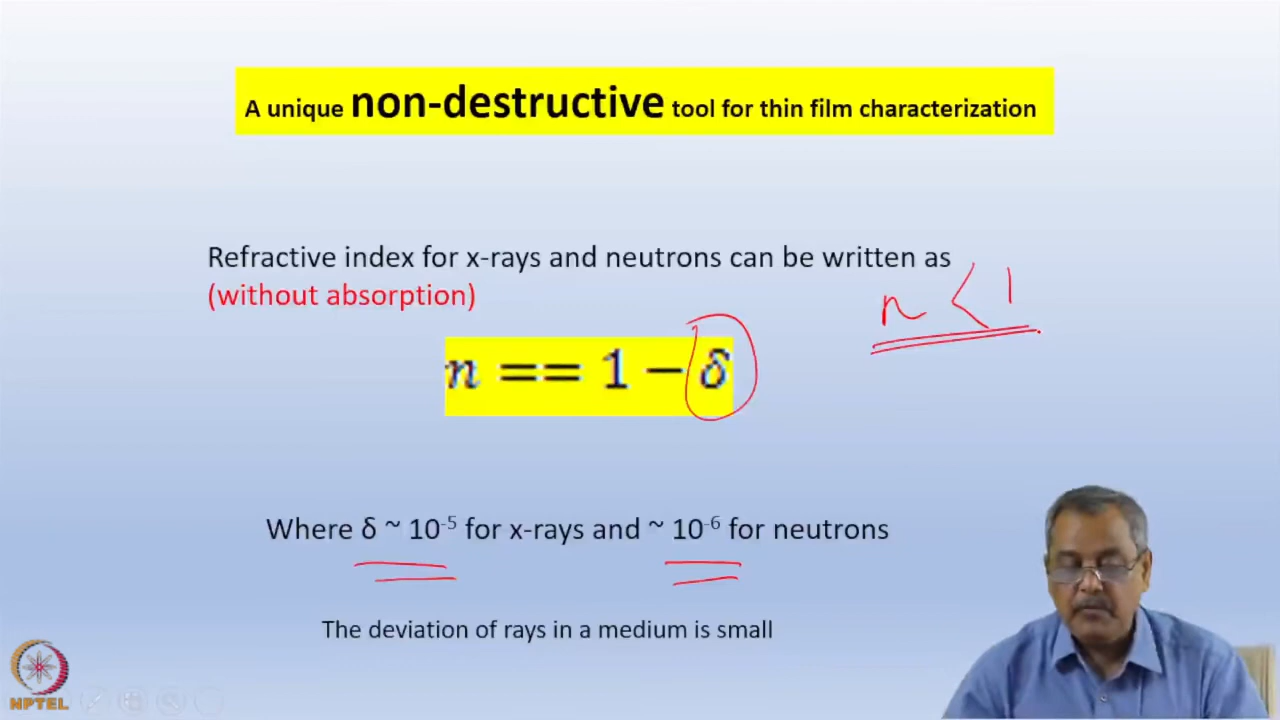 A unique non-destructive tool for thin film characterization
Refractive index for x-rays and neutrons can be written as
(without absorption)
n < 1
n == 1 − δ
Where δ ~ 10⁻⁵ for x-rays and ~ 10⁻⁶ for neutrons
The deviation of rays in a medium is small
NPTEL